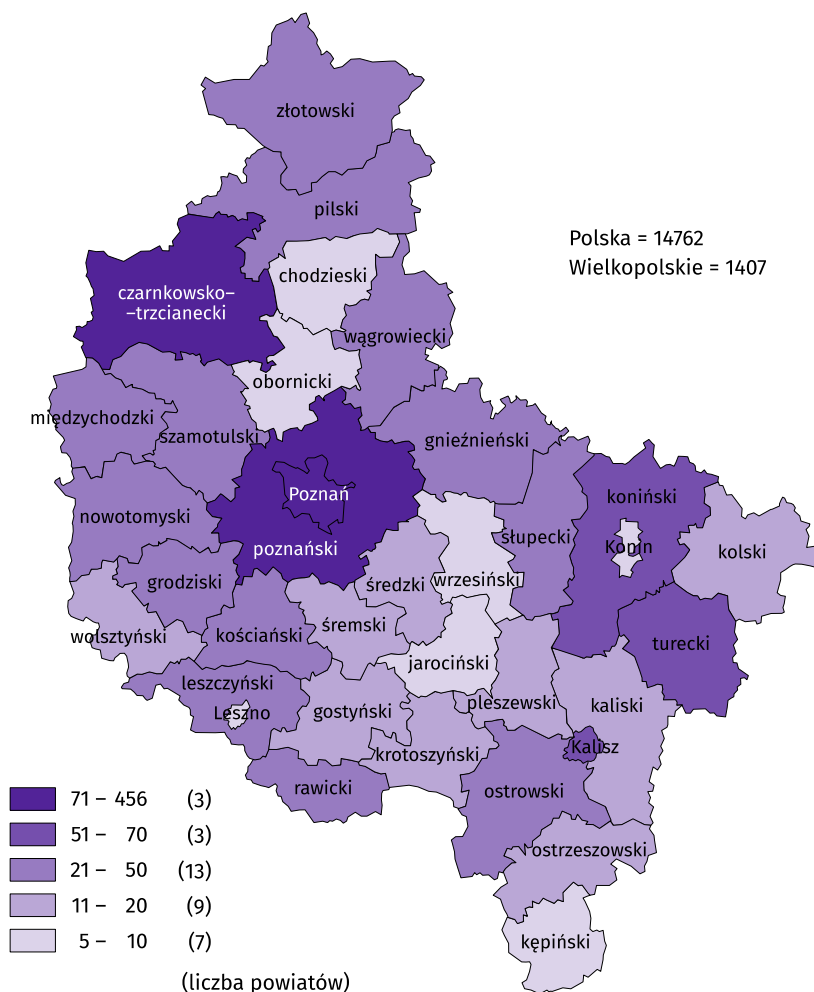 złotowski
pilski
Polska = 14762
Wielkopolskie = 1407
chodzieski
czarnkowsko–
–trzcianecki
wągrowiecki
obornicki
międzychodzki
szamotulski
gnieźnieński
Poznań
koniński
nowotomyski
słupecki
Konin
kolski
poznański
grodziski
średzki
wrzesiński
wolsztyński
kościański
śremski
turecki
jarociński
leszczyński
pleszewski
kaliski
Leszno
gostyński
krotoszyński
Kalisz
rawicki
ostrowski
71 – 456 (3)
51 – 70 (3)
ostrzeszowski
21 – 50 (13)
11 – 20 (9)
5 – 10 (7)
kępiński
(liczba powiatów)